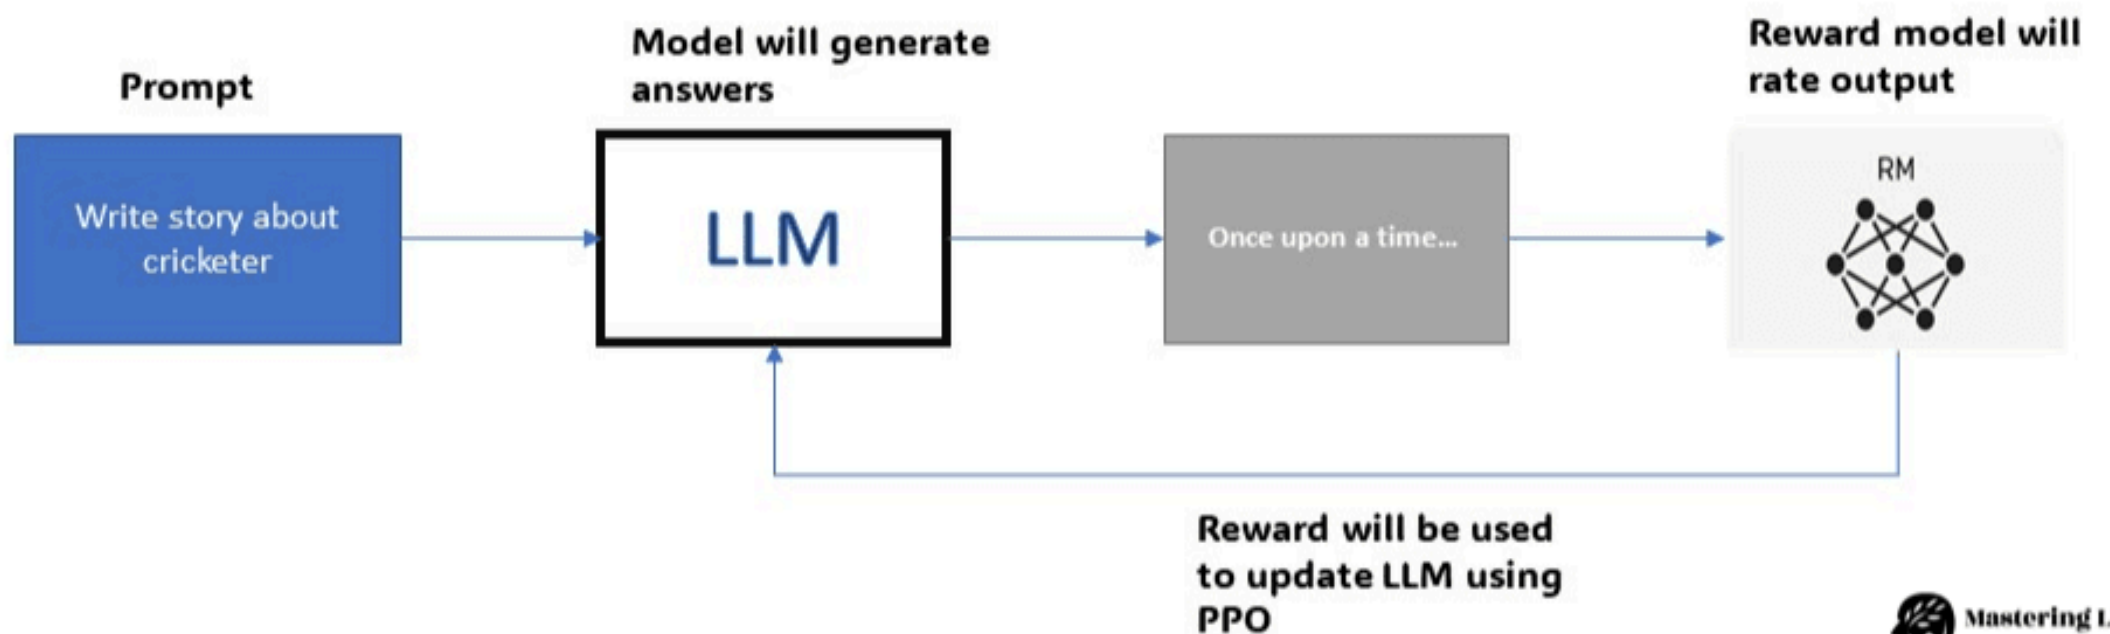 Prompt
Write story about
cricketer
Model will generate
answers
LLM
Once upon a time...
Reward model will
rate output
RM
Reward will be used
to update LLM using
PPO
Mastering